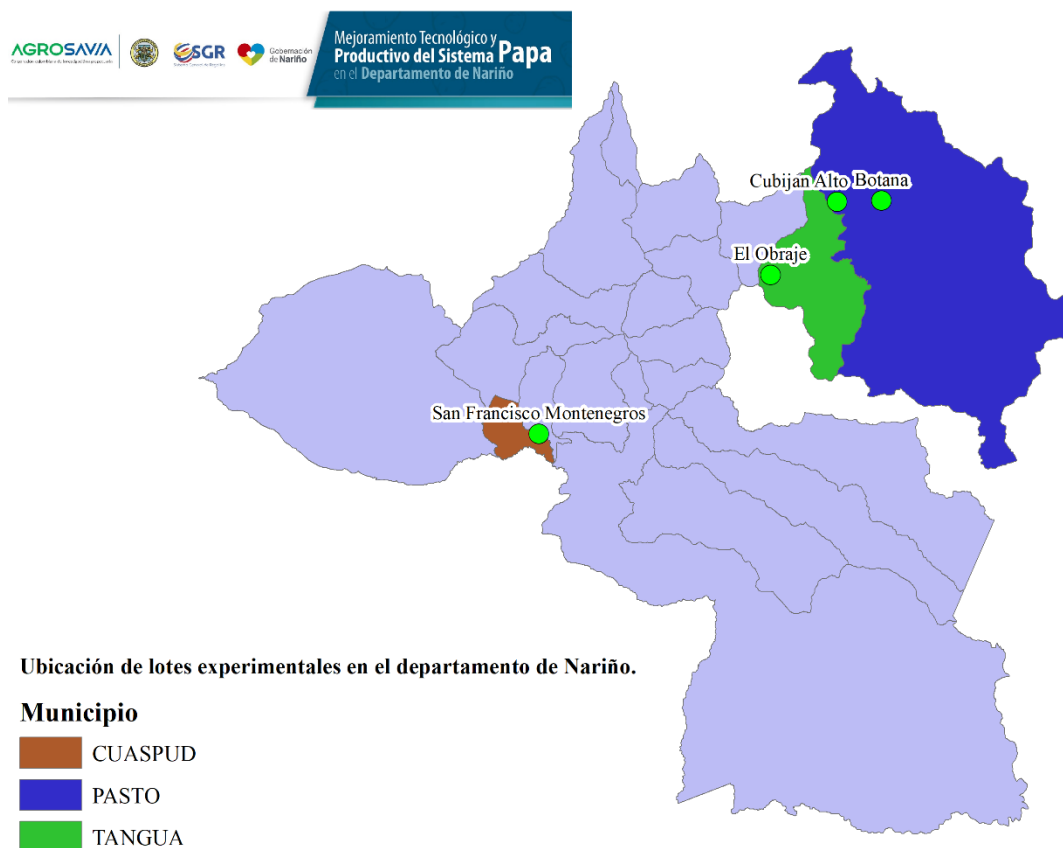 AGROSAVIA
SGR
Gobernación
de Nariño
Mejoramiento Tecnológico y
Productivo del Sistema Papa
en el Departamento de Nariño
Cubijan Alto
Botana
El Obraje
San Francisco Montenegros
Ubicación de lotes experimentales en el departamento de Nariño.
Municipio
CUASPUD
PASTO
TANGUA